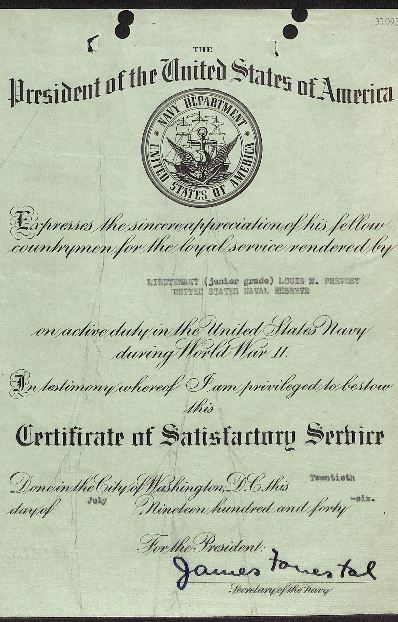 31093
THE
President of the United States of America
NAVY DEPARTMENT
UNITED STATES OF AMERICA
Expresses the sincere appreciation of his fellow
countrymen for the loyal service rendered by
LIEUTENANT (junior grade) LOUIS M. PREVOST
UNITED STATES NAVAL RESERVE
on active duty in the United States Navy
during World War II.
In testimony whereof I am privileged to bestow
this
Certificate of Satisfactory Service
Done in the City of Washington, D.C. this Twentieth
day of July Nineteen hundred and forty -six.
For the President:
James Forrestal
Secretary of the Navy